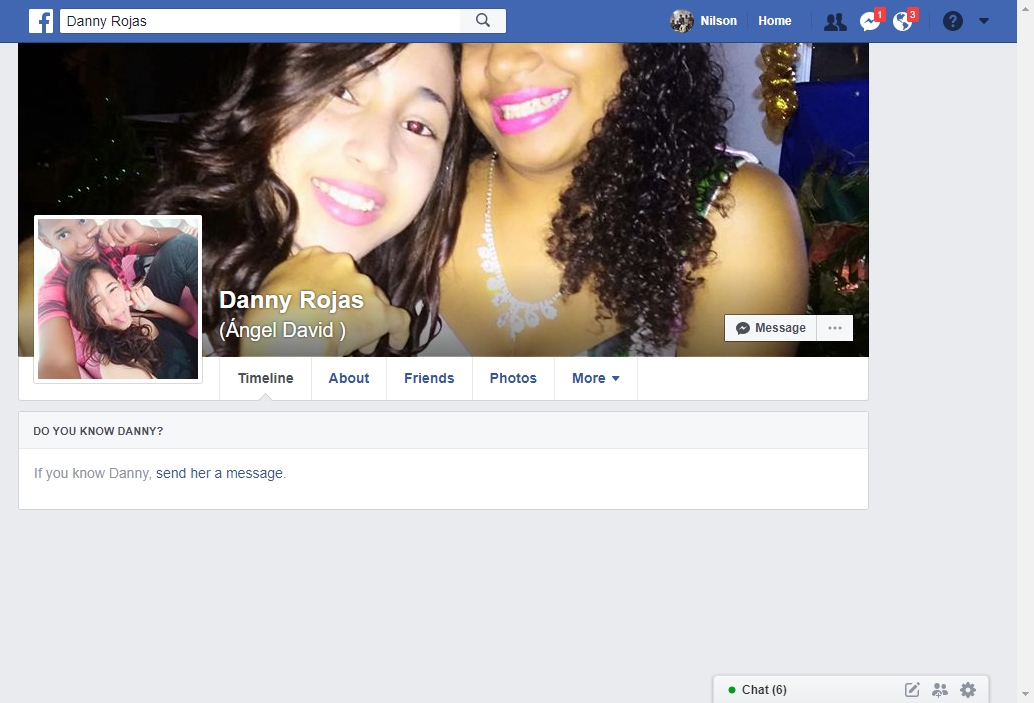 Danny Rojas
Nilson
Home
1
3
?
Danny Rojas
(Ángel David )
Message
Timeline
About
Friends
Photos
More
DO YOU KNOW DANNY?
If you know Danny, send her a message.
Chat (6)